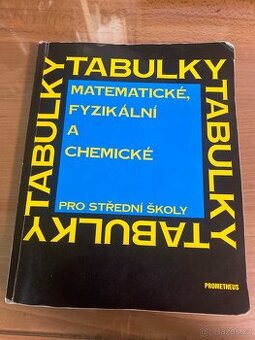 TABULKY
MATEMATICKÉ,
FYZIKÁLNÍ
A
CHEMICKÉ
PRO STŘEDNÍ ŠKOLY
TABULKY
TABULKY
TABULKY
PROMETHEUS